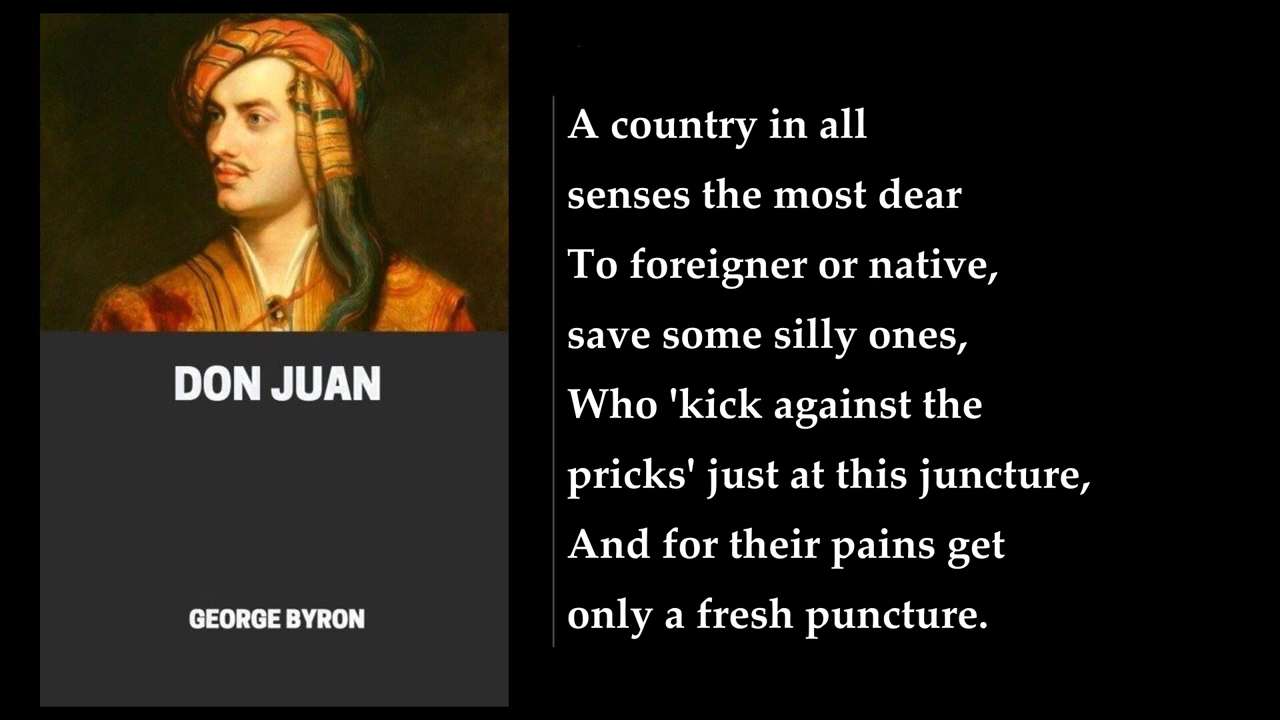 DON JUAN
GEORGE BYRON
A country in all
senses the most dear
To foreigner or native,
save some silly ones,
Who 'kick against the
pricks' just at this juncture,
And for their pains get
only a fresh puncture.